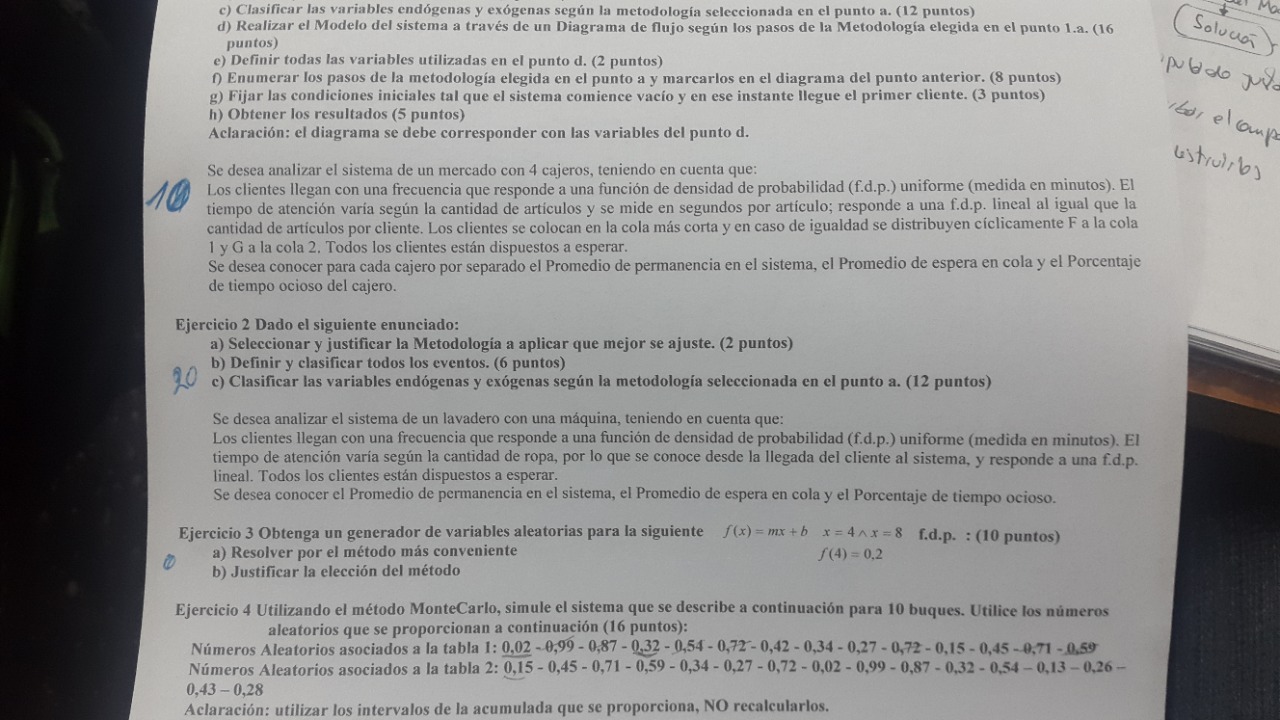 c) Clasificar las variables endógenas y exógenas según la metodología seleccionada en el punto a. (12 puntos)
d) Realizar el Modelo del sistema a través de un Diagrama de flujo según los pasos de la Metodología elegida en el punto 1.a. (16
puntos)
e) Definir todas las variables utilizadas en el punto d. (2 puntos)
f) Enumerar los pasos de la metodología elegida en el punto a y marcarlos en el diagrama del punto anterior. (8 puntos)
g) Fijar las condiciones iniciales tal que el sistema comience vacío y en ese instante llegue el primer cliente. (3 puntos)
h) Obtener los resultados (5 puntos)
Aclaración: el diagrama se debe corresponder con las variables del punto d.
Solución
el camp
Se desea analizar el sistema de un mercado con 4 cajeros, teniendo en cuenta que:
Los clientes llegan con una frecuencia que responde a una función de densidad de probabilidad (f.d.p.) uniforme (medida en minutos). El
tiempo de atención varía según la cantidad de artículos y se mide en segundos por artículo; responde a una f.d.p. lineal al igual que la
cantidad de artículos por cliente. Los clientes se colocan en la cola más corta y en caso de igualdad se distribuyen cíclicamente F a la cola
1 y G a la cola 2. Todos los clientes están dispuestos a esperar.
Se desea conocer para cada cajero por separado el Promedio de permanencia en el sistema, el Promedio de espera en cola y el Porcentaje
de tiempo ocioso del cajero.
Ejercicio 2 Dado el siguiente enunciado:
a) Seleccionar y justificar la Metodología a aplicar que mejor se ajuste. (2 puntos)
b) Definir y clasificar todos los eventos. (6 puntos)
20 c) Clasificar las variables endógenas y exógenas según la metodología seleccionada en el punto a. (12 puntos)
Se desea analizar el sistema de un lavadero con una máquina, teniendo en cuenta que:
Los clientes llegan con una frecuencia que responde a una función de densidad de probabilidad (f.d.p.) uniforme (medida en minutos). El
tiempo de atención varía según la cantidad de ropa, por lo que se conoce desde la llegada del cliente al sistema, y responde a una f.d.p.
lineal. Todos los clientes están dispuestos a esperar.
Se desea conocer el Promedio de permanencia en el sistema, el Promedio de espera en cola y el Porcentaje de tiempo ocioso.
Ejercicio 3 Obtenga un generador de variables aleatorias para la siguiente f(x) = mx + b x = 4 ∧ x = 8 f.d.p. : (10 puntos)
f(4) = 0,2
a) Resolver por el método más conveniente
b) Justificar la elección del método
Ejercicio 4 Utilizando el método MonteCarlo, simule el sistema que se describe a continuación para 10 buques. Utilice los números
aleatorios que se proporcionan a continuación (16 puntos):
Números Aleatorios asociados a la tabla 1: 0,02 - 0,99 - 0,87 - 0,32 - 0,54 - 0,72 - 0,42 - 0,34 - 0,27 - 0,72 - 0,15 - 0,45 - 0,71 - 0,59
Números Aleatorios asociados a la tabla 2: 0,15 - 0,45 - 0,71 - 0,59 - 0,34 - 0,27 - 0,72 - 0,02 - 0,99 - 0,87 - 0,32 - 0,54 – 0,13 – 0,26 –
0,43 – 0,28
Aclaración: utilizar los intervalos de la acumulada que se proporciona, NO recalcularlos.